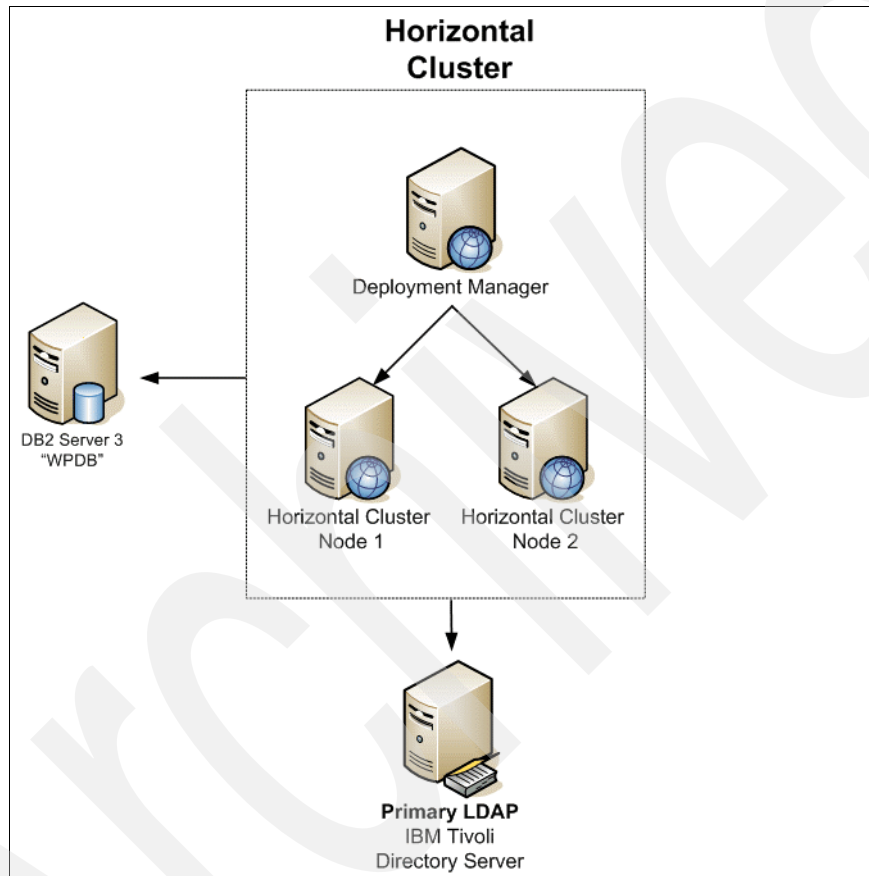 Horizontal
Cluster
Deployment Manager
DB2 Server 3
“WPDB”
Horizontal Cluster
Node 1
Horizontal Cluster
Node 2
Primary LDAP
IBM Tivoli
Directory Server